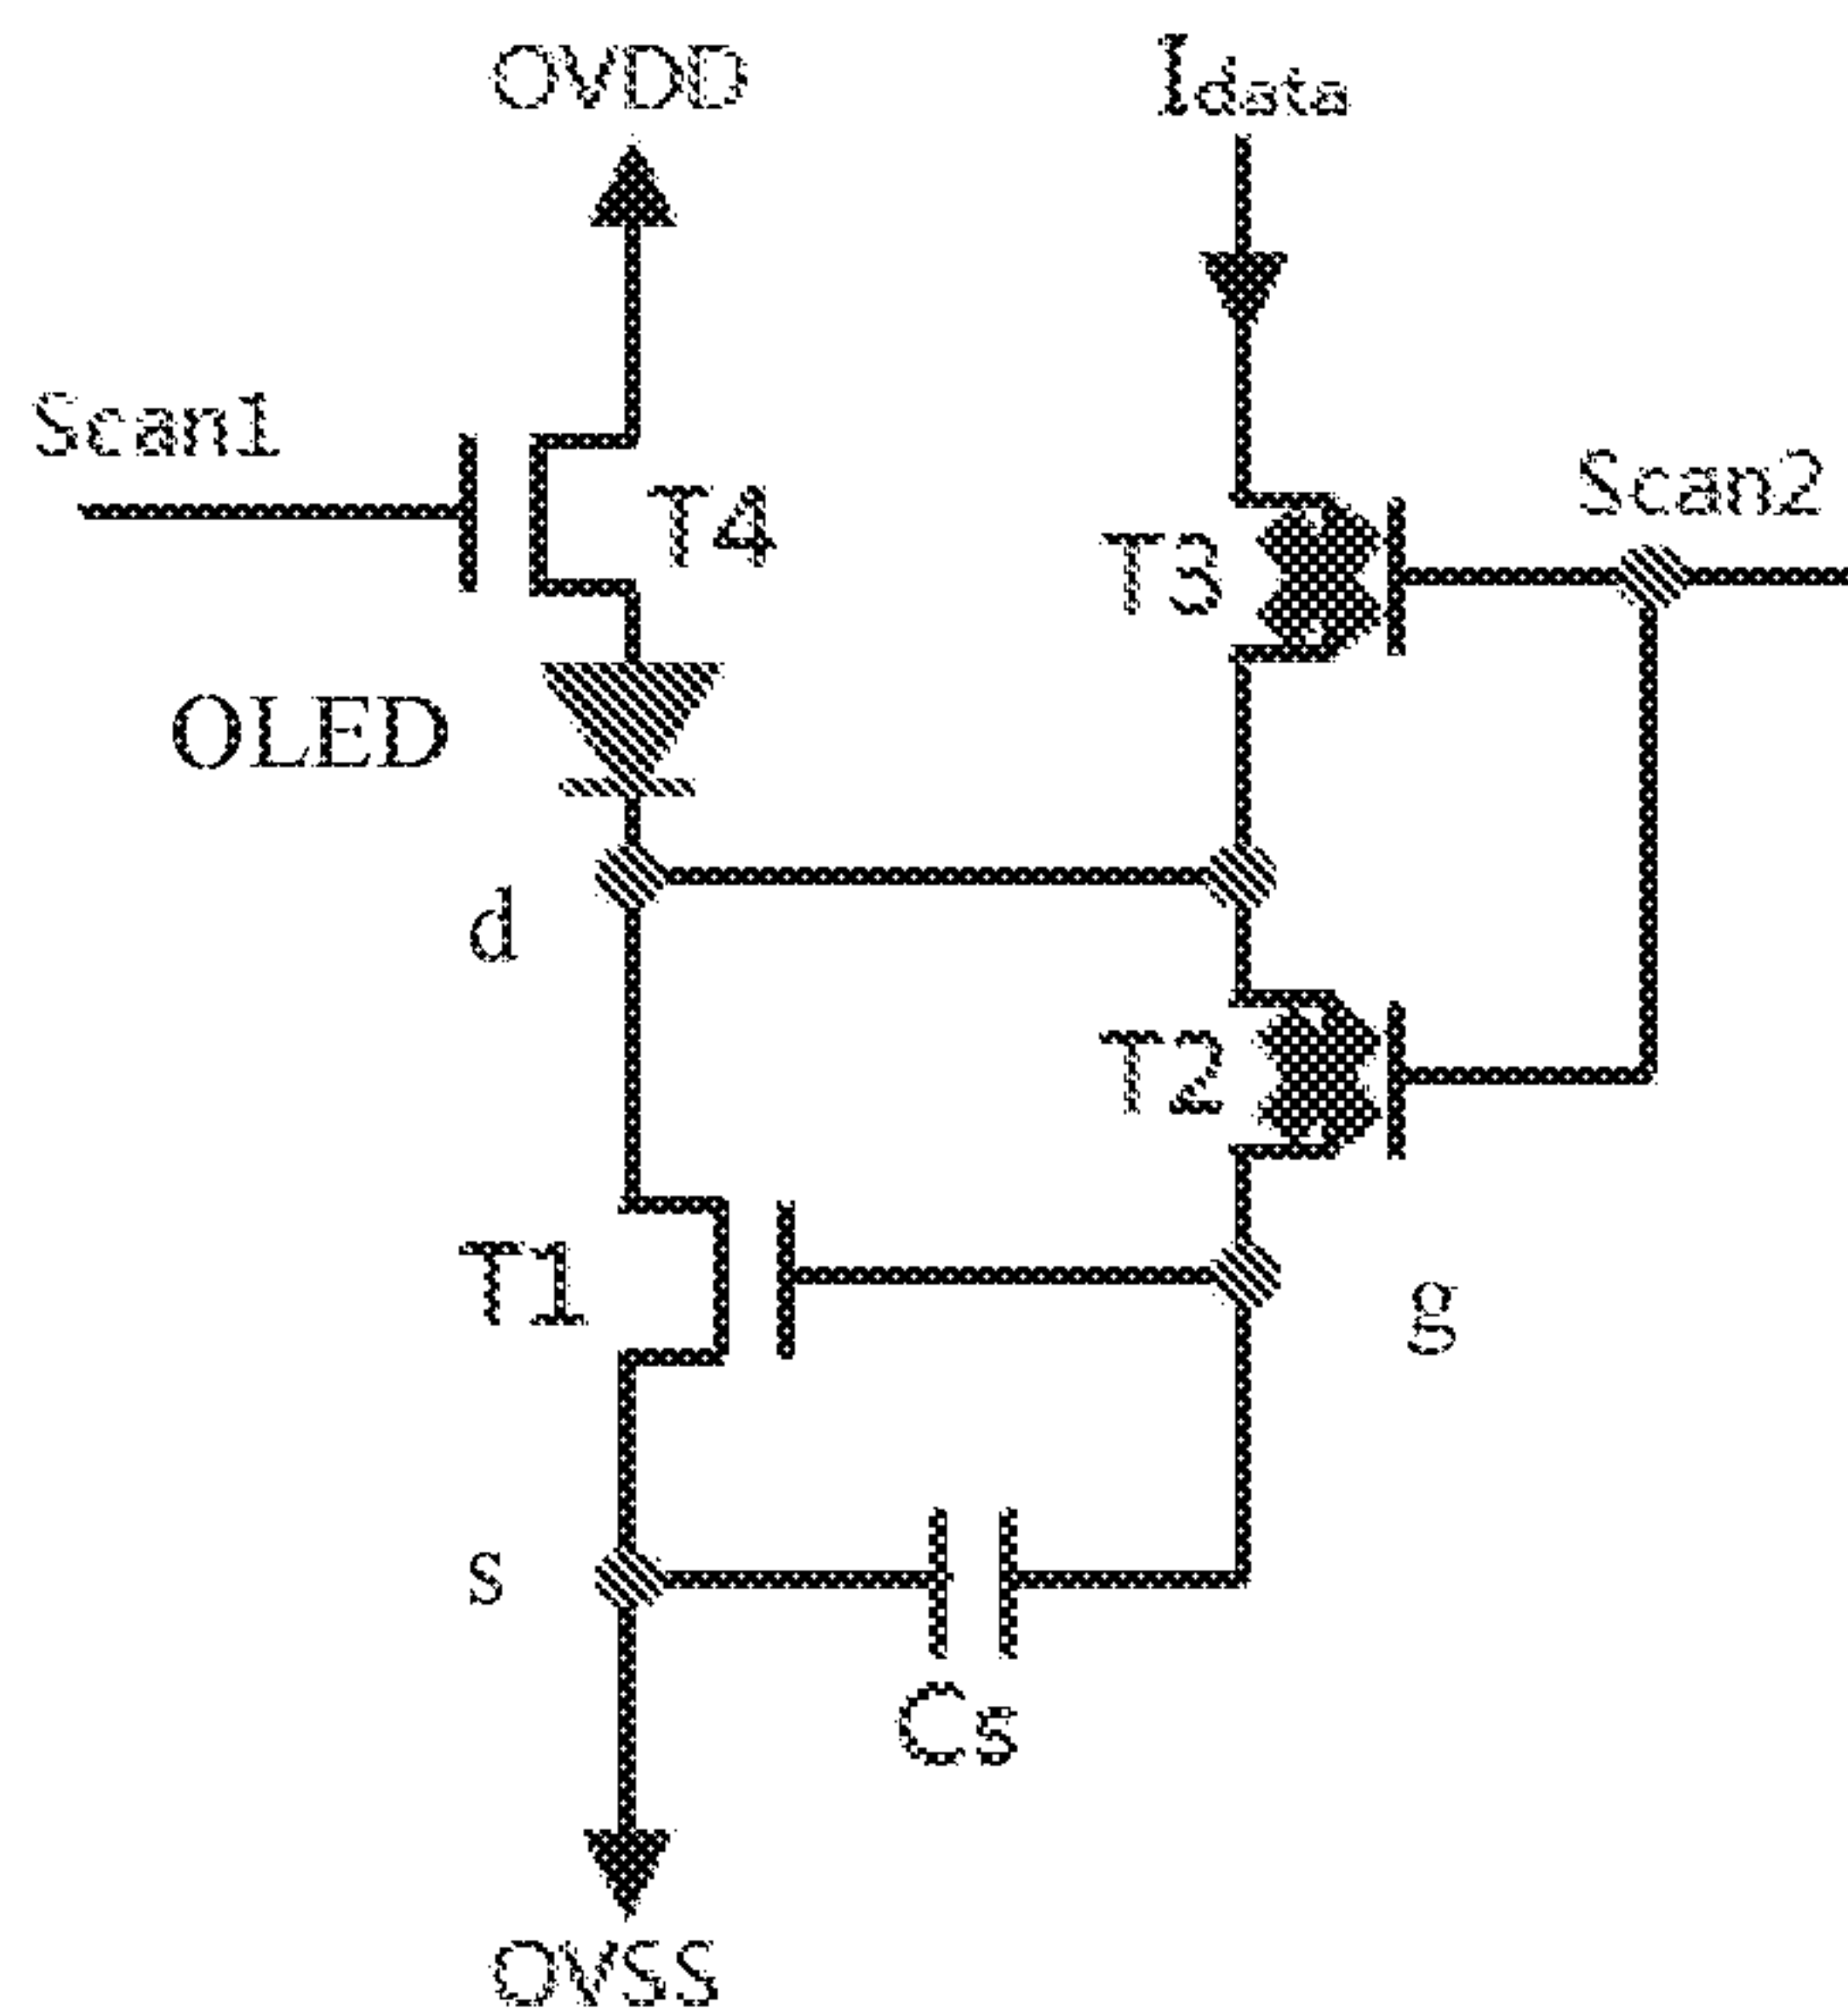 OVDD
Idata
Scan1
Scan2
T4
T3
OLED
d
T2
T1
g
s
Cs
OVSS